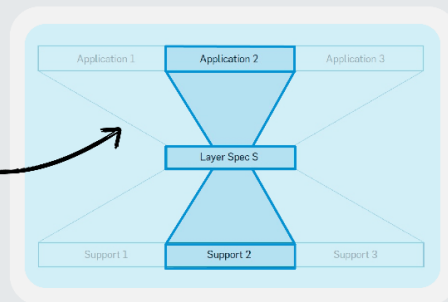 Application 1 Application 2 Application 3
Layer Spec S
Support 1 Support 2 Support 3